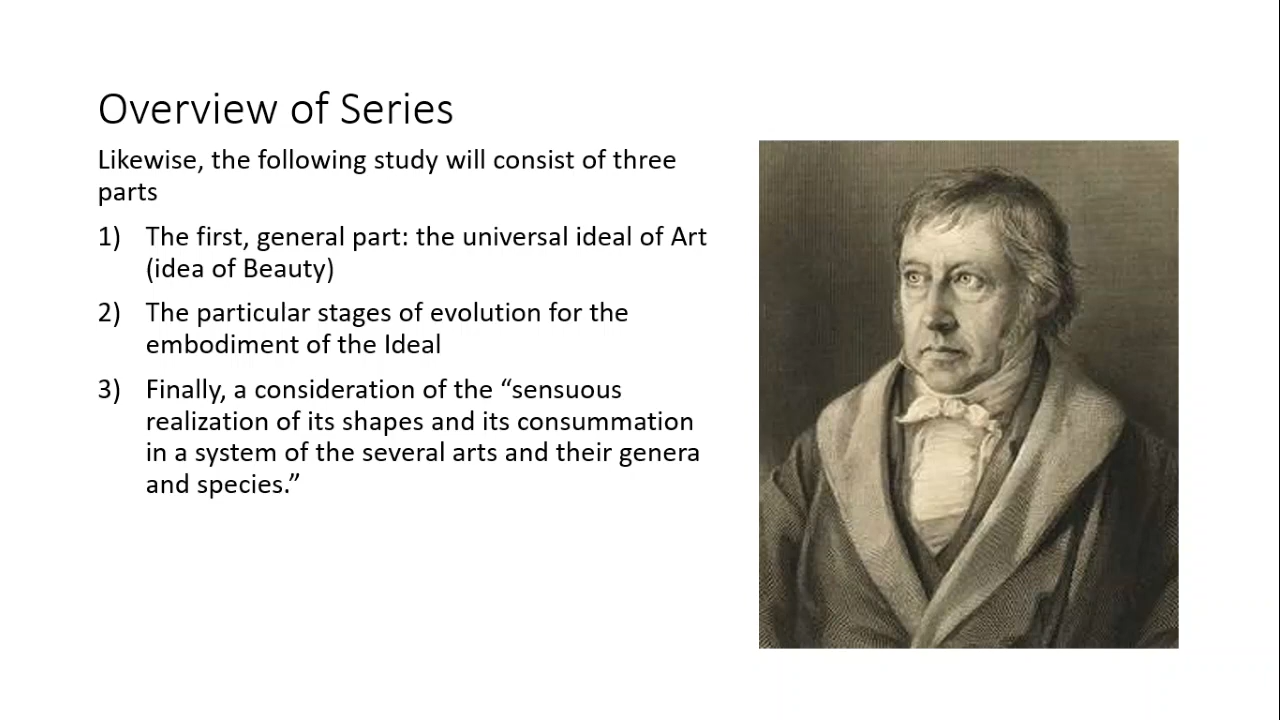 Overview of Series
Likewise, the following study will consist of three
parts
1) The first, general part: the universal ideal of Art
(idea of Beauty)
2) The particular stages of evolution for the
embodiment of the Ideal
3) Finally, a consideration of the “sensuous
realization of its shapes and its consummation
in a system of the several arts and their genera
and species.”